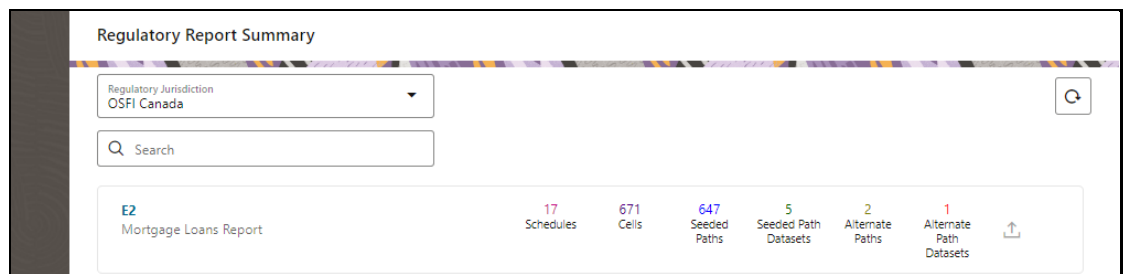 Regulatory Report Summary
Regulatory Jurisdiction
OSFI Canada
Search
E2
Mortgage Loans Report
17
Schedules
671
Cells
647
Seeded
Paths
5
Seeded Path
Datasets
2
Alternate
Paths
1
Alternate
Path
Datasets